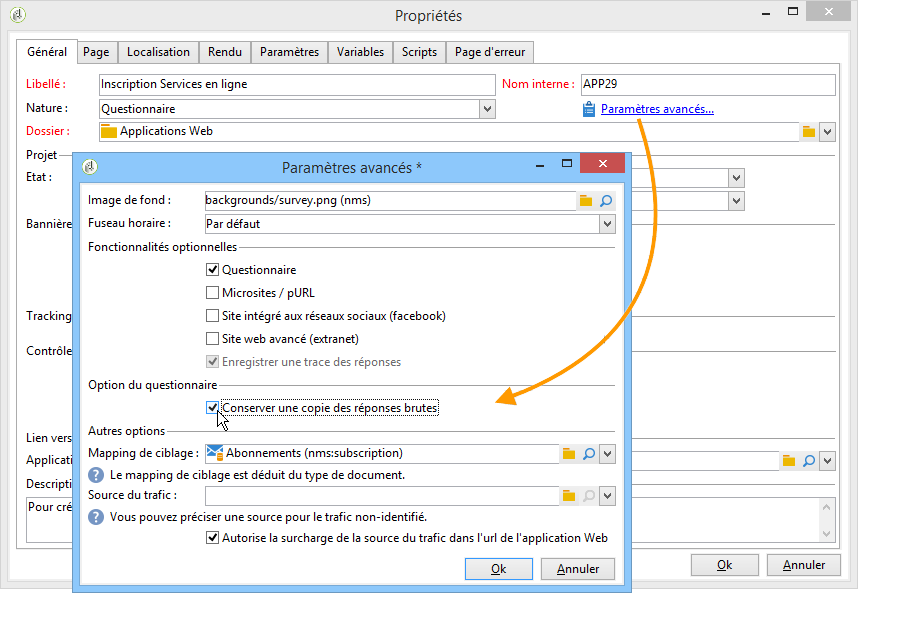 Propriétés
Général Page Localisation Rendu Paramètres Variables Scripts Page d'erreur
Libellé : Inscription Services en ligne Nom interne : APP29
Nature : Questionnaire Paramètres avancés...
Dossier : Applications Web
Projet
Etat :
Bannière
Tracking
Contrôle
Lien vers
Applicati
Descripti
Pour cré
Ok Annuler
Paramètres avancés *
Image de fond : backgrounds/survey.png (nms)
Fuseau horaire : Par défaut
Fonctionnalités optionnelles
Questionnaire
Microsites / pURL
Site intégré aux réseaux sociaux (facebook)
Site web avancé (extranet)
Enregistrer une trace des réponses
Option du questionnaire
Conserver une copie des réponses brutes
Autres options
Mapping de ciblage : Abonnements (nms:subscription)
Le mapping de ciblage est déduit du type de document.
Source du trafic :
Vous pouvez préciser une source pour le trafic non-identifié.
Autorise la surcharge de la source du trafic dans l'url de l'application Web
Ok Annuler